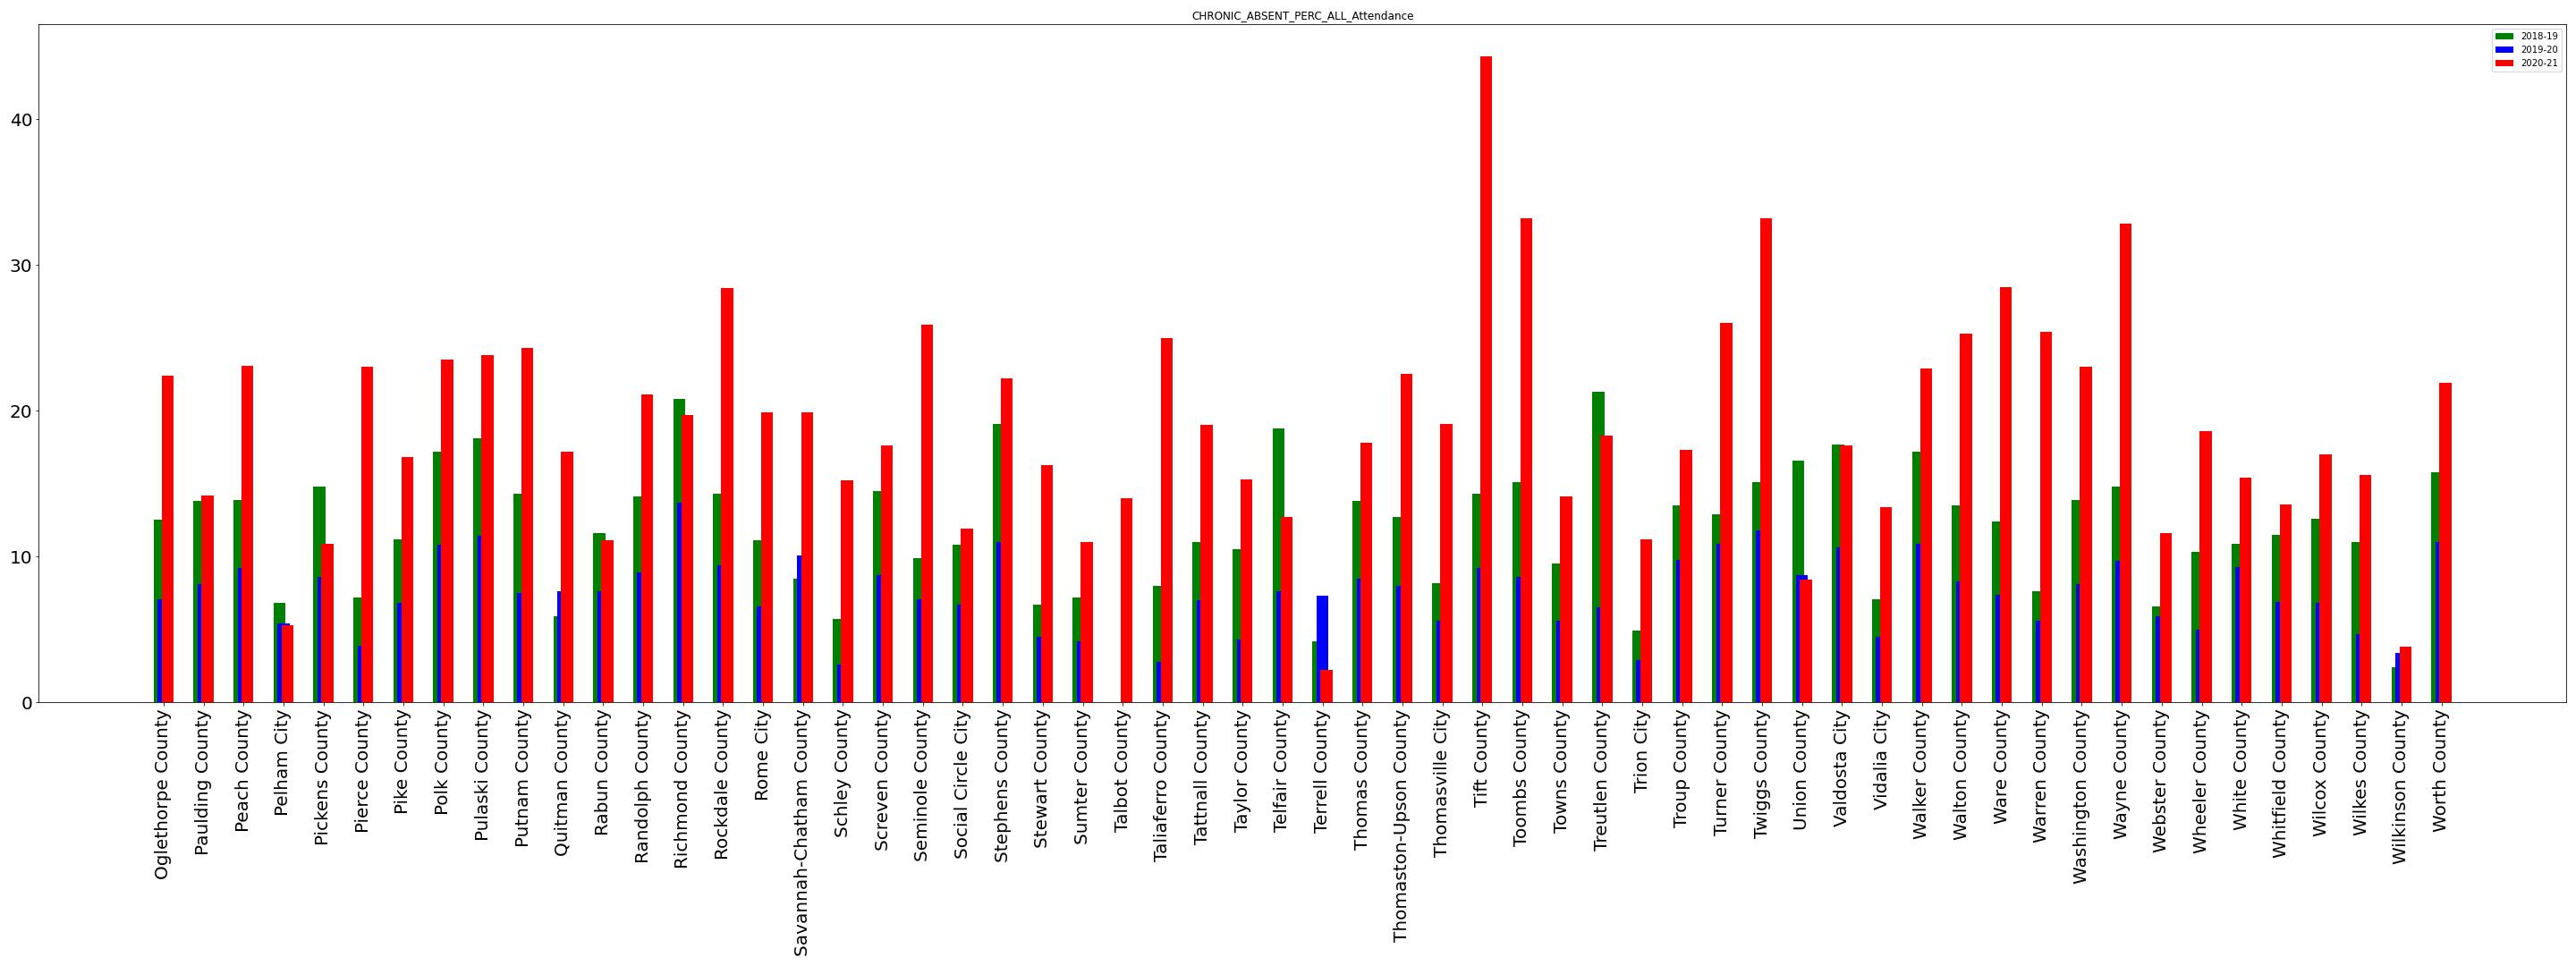 CHRONIC_ABSENT_PERC_ALL_Attendance
2018-19
2019-20
2020-21
40
30
20
10
0
Oglethorpe County
Paulding County
Peach County
Pelham City
Pickens County
Pierce County
Pike County
Polk County
Pulaski County
Putnam County
Quitman County
Rabun County
Randolph County
Richmond County
Rockdale County
Rome City
Savannah-Chatham County
Schley County
Screven County
Seminole County
Social Circle City
Stephens County
Stewart County
Sumter County
Talbot County
Taliaferro County
Tattnall County
Taylor County
Telfair County
Terrell County
Thomas County
Thomaston-Upson County
Thomasville City
Tift County
Toombs County
Towns County
Treutlen County
Trion City
Troup County
Turner County
Twiggs County
Union County
Valdosta City
Vidalia City
Walker County
Walton County
Ware County
Warren County
Washington County
Wayne County
Webster County
Wheeler County
White County
Whitfield County
Wilcox County
Wilkes County
Wilkinson County
Worth County